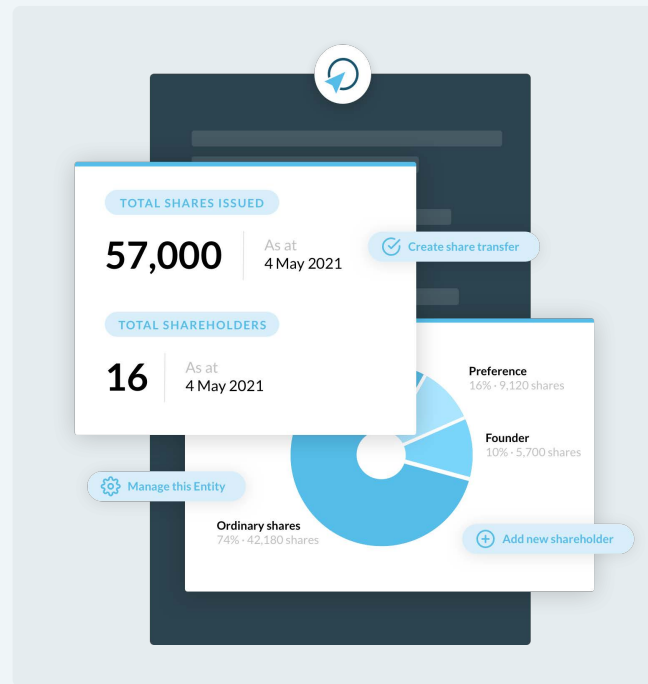 TOTAL SHARES ISSUED
57,000
As at
4 May 2021
Create share transfer
TOTAL SHAREHOLDERS
16
As at
4 May 2021
Preference
16% · 9,120 shares
Founder
10% · 5,700 shares
Manage this Entity
Ordinary shares
74% · 42,180 shares
Add new shareholder